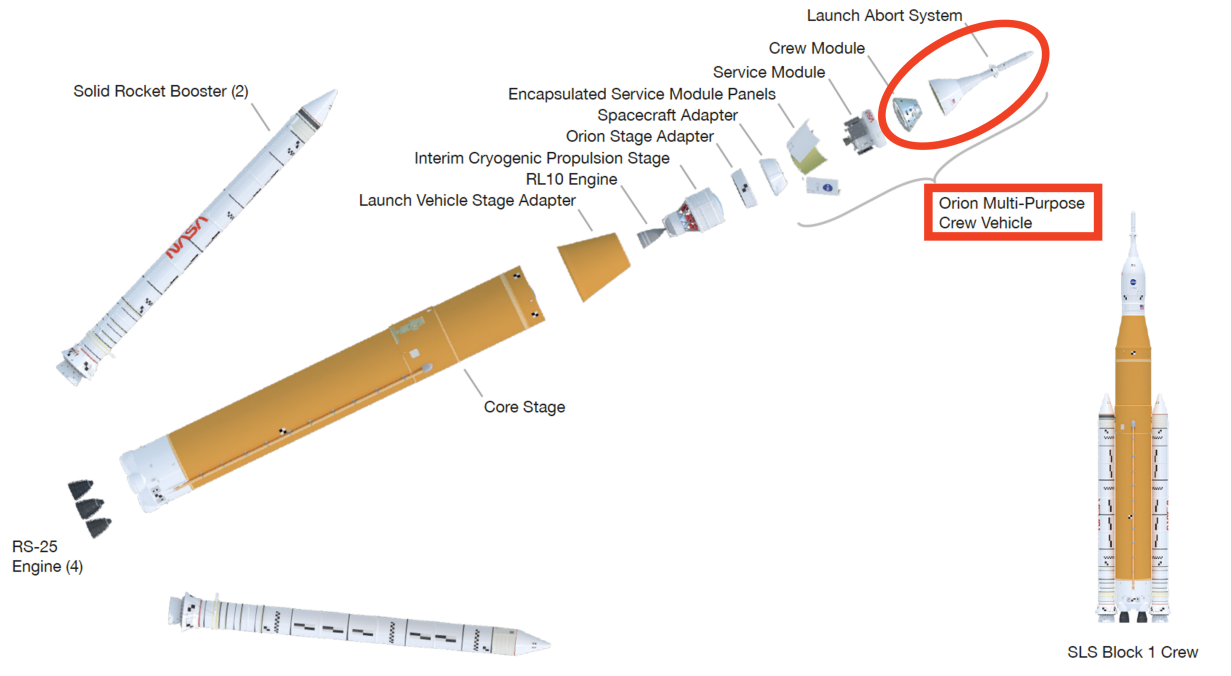 Launch Abort System
Crew Module
Service Module
Encapsulated Service Module Panels
Spacecraft Adapter
Orion Stage Adapter
Interim Cryogenic Propulsion Stage
RL10 Engine
Launch Vehicle Stage Adapter
Solid Rocket Booster (2)
NASA
Orion Multi-Purpose
Crew Vehicle
Core Stage
RS-25
Engine (4)
SLS Block 1 Crew